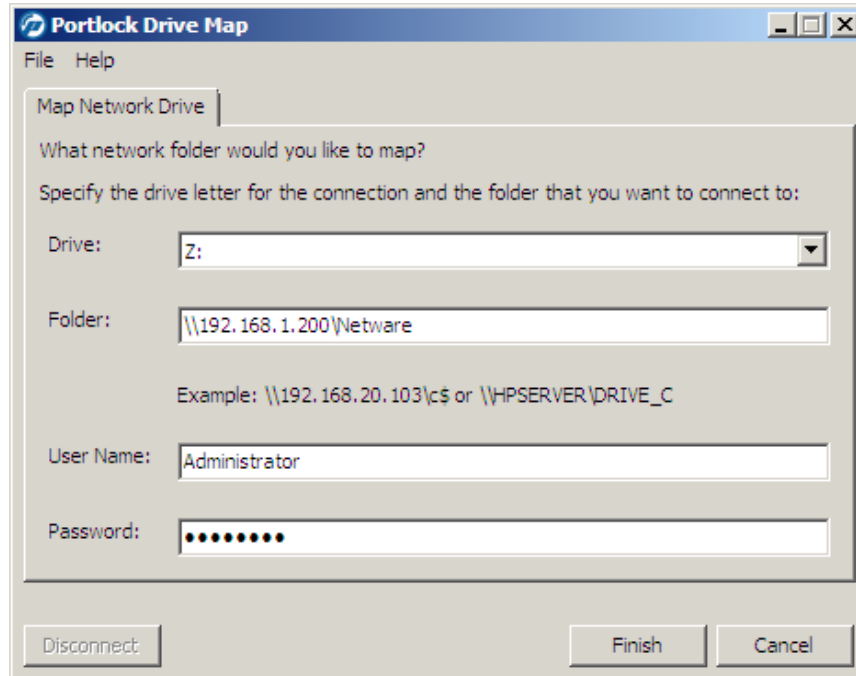 Portlock Drive Map
File Help
Map Network Drive
What network folder would you like to map?
Specify the drive letter for the connection and the folder that you want to connect to:
Drive: Z:
Folder: \\192.168.1.200\Netware
Example: \\192.168.20.103\c$ or \\HPSERVER\DRIVE_C
User Name: Administrator
Password: ●●●●●●●●
Disconnect Finish Cancel